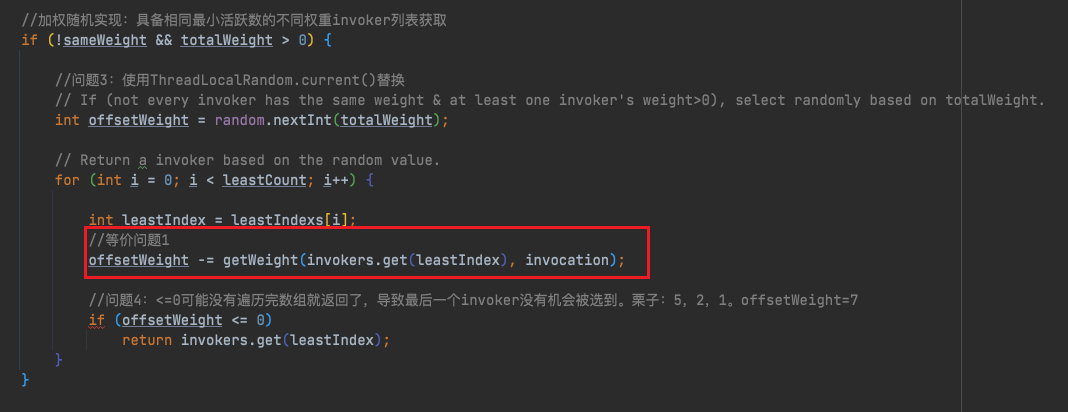 //加权随机实现：具备相同最小活跃数的不同权重invoker列表获取
if (!sameWeight && totalWeight > 0) {
//问题3：使用ThreadLocalRandom.current()替换
// If (not every invoker has the same weight & at least one invoker's weight>0), select randomly based on totalWeight.
int offsetWeight = random.nextInt(totalWeight);
// Return a invoker based on the random value.
for (int i = 0; i < leastCount; i++) {
int leastIndex = leastIndexs[i];
//等价问题1
offsetWeight -= getWeight(invokers.get(leastIndex), invocation);
//问题4：<=0可能没有遍历完数组就返回了，导致最后一个invoker没有机会被选到。栗子：5，2，1。offsetWeight=7
if (offsetWeight <= 0)
return invokers.get(leastIndex);
}
}